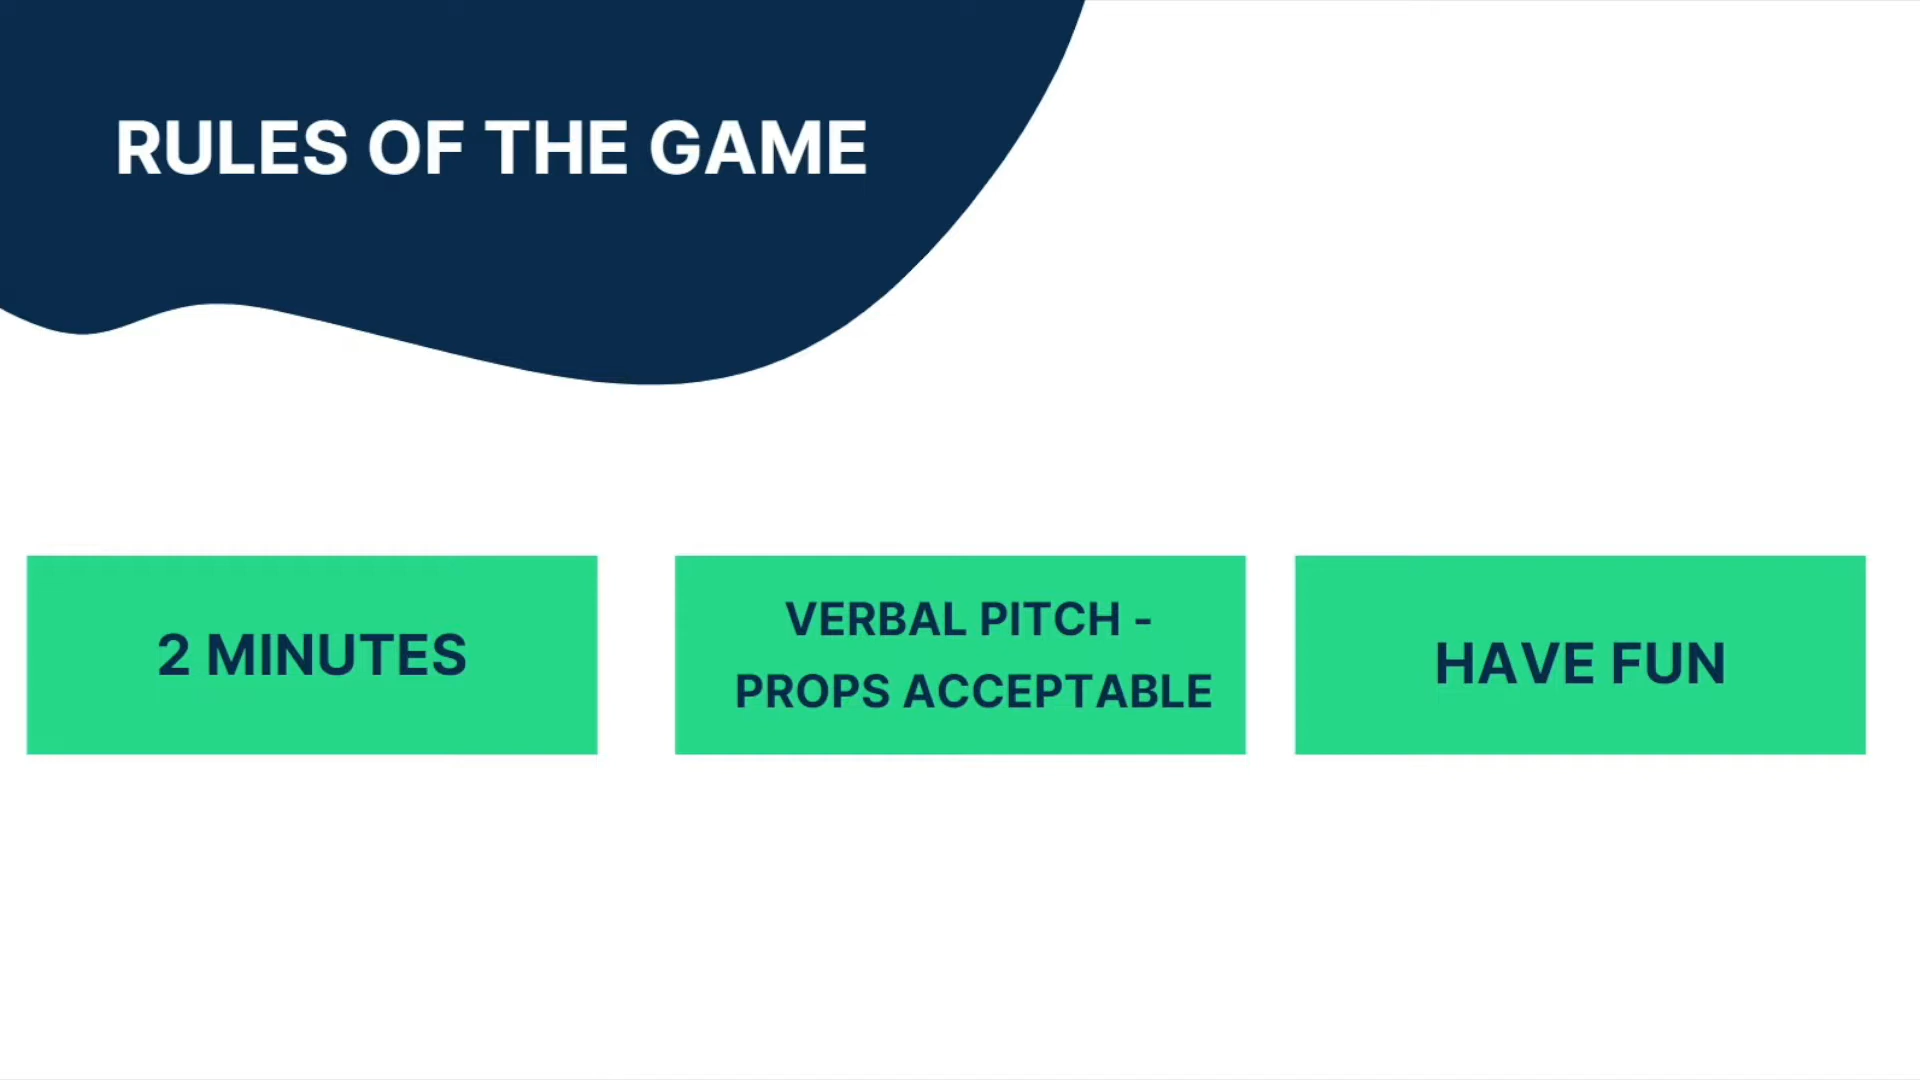 RULES OF THE GAME
2 MINUTES
VERBAL PITCH -
PROPS ACCEPTABLE
HAVE FUN